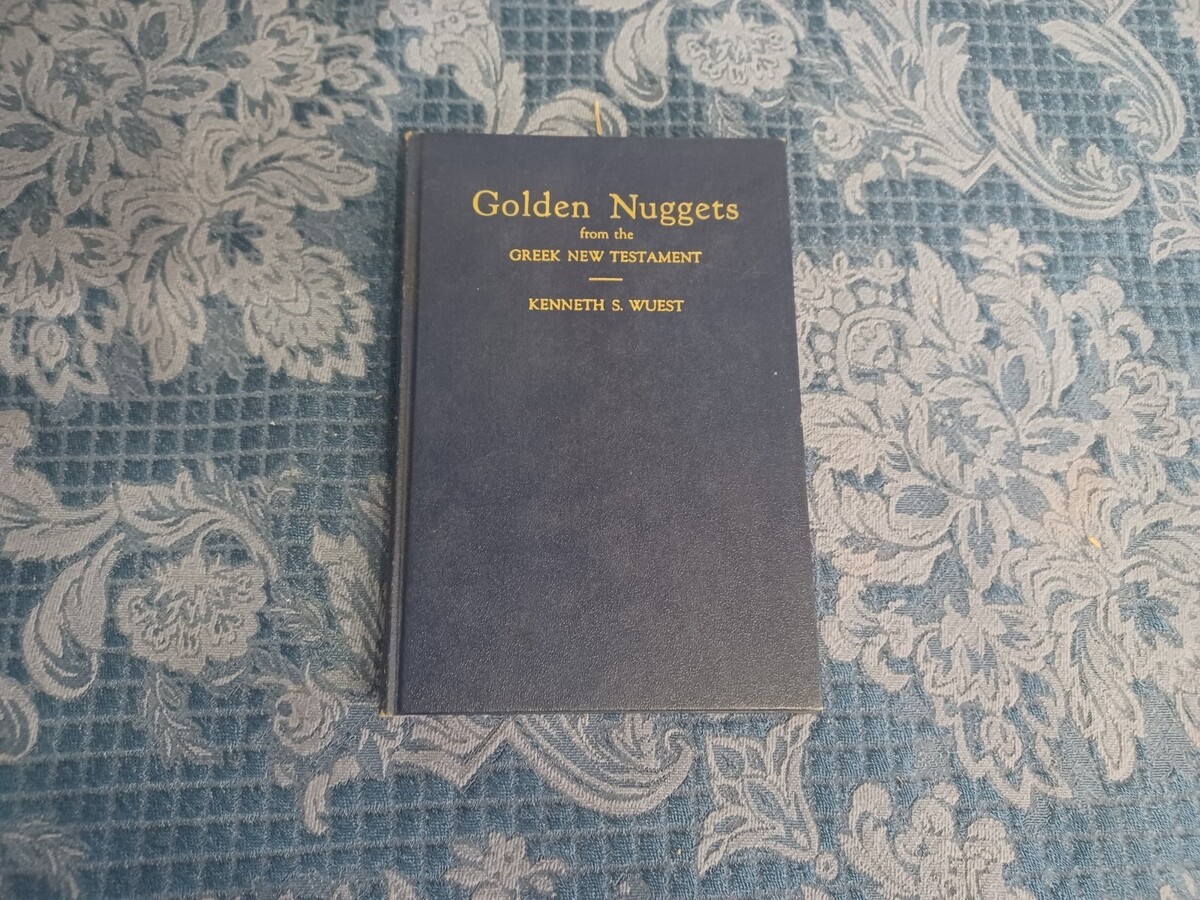 Golden Nuggets
from the
GREEK NEW TESTAMENT
KENNETH S. WUEST